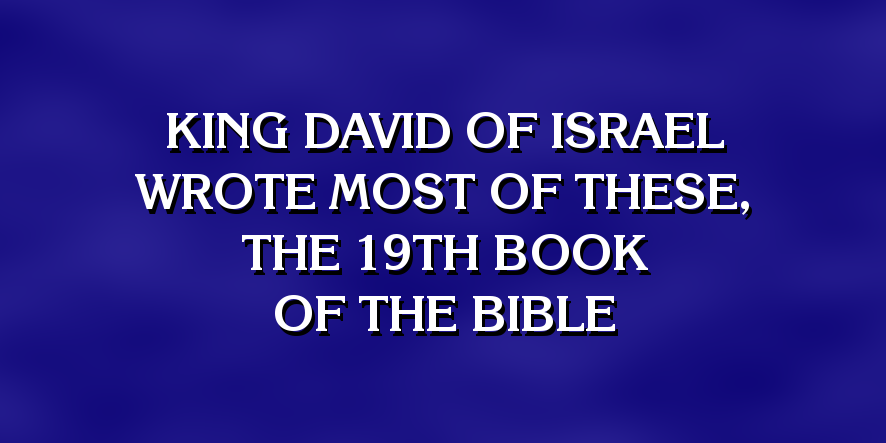 KING DAVID OF ISRAEL
WROTE MOST OF THESE,
THE 19TH BOOK
OF THE BIBLE